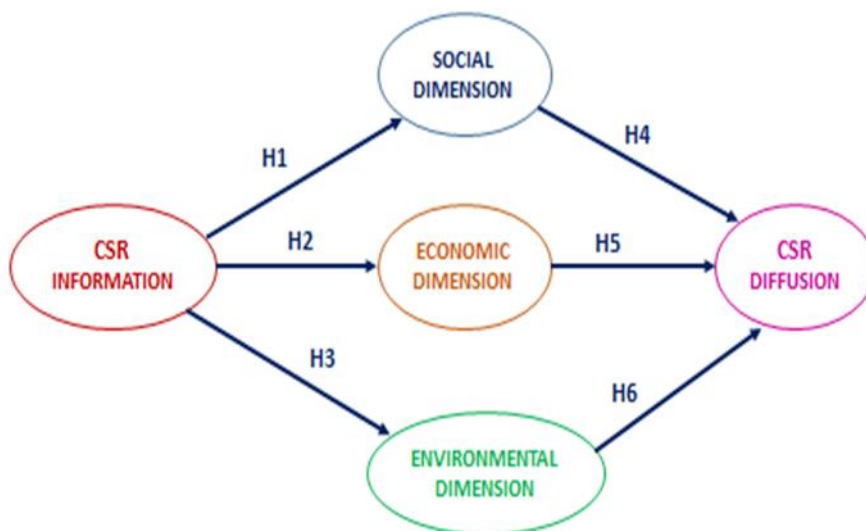 SOCIAL
DIMENSION
H1
H4
CSR
INFORMATION
H2
ECONOMIC
DIMENSION
H5
CSR
DIFFUSION
H3
H6
ENVIRONMENTAL
DIMENSION